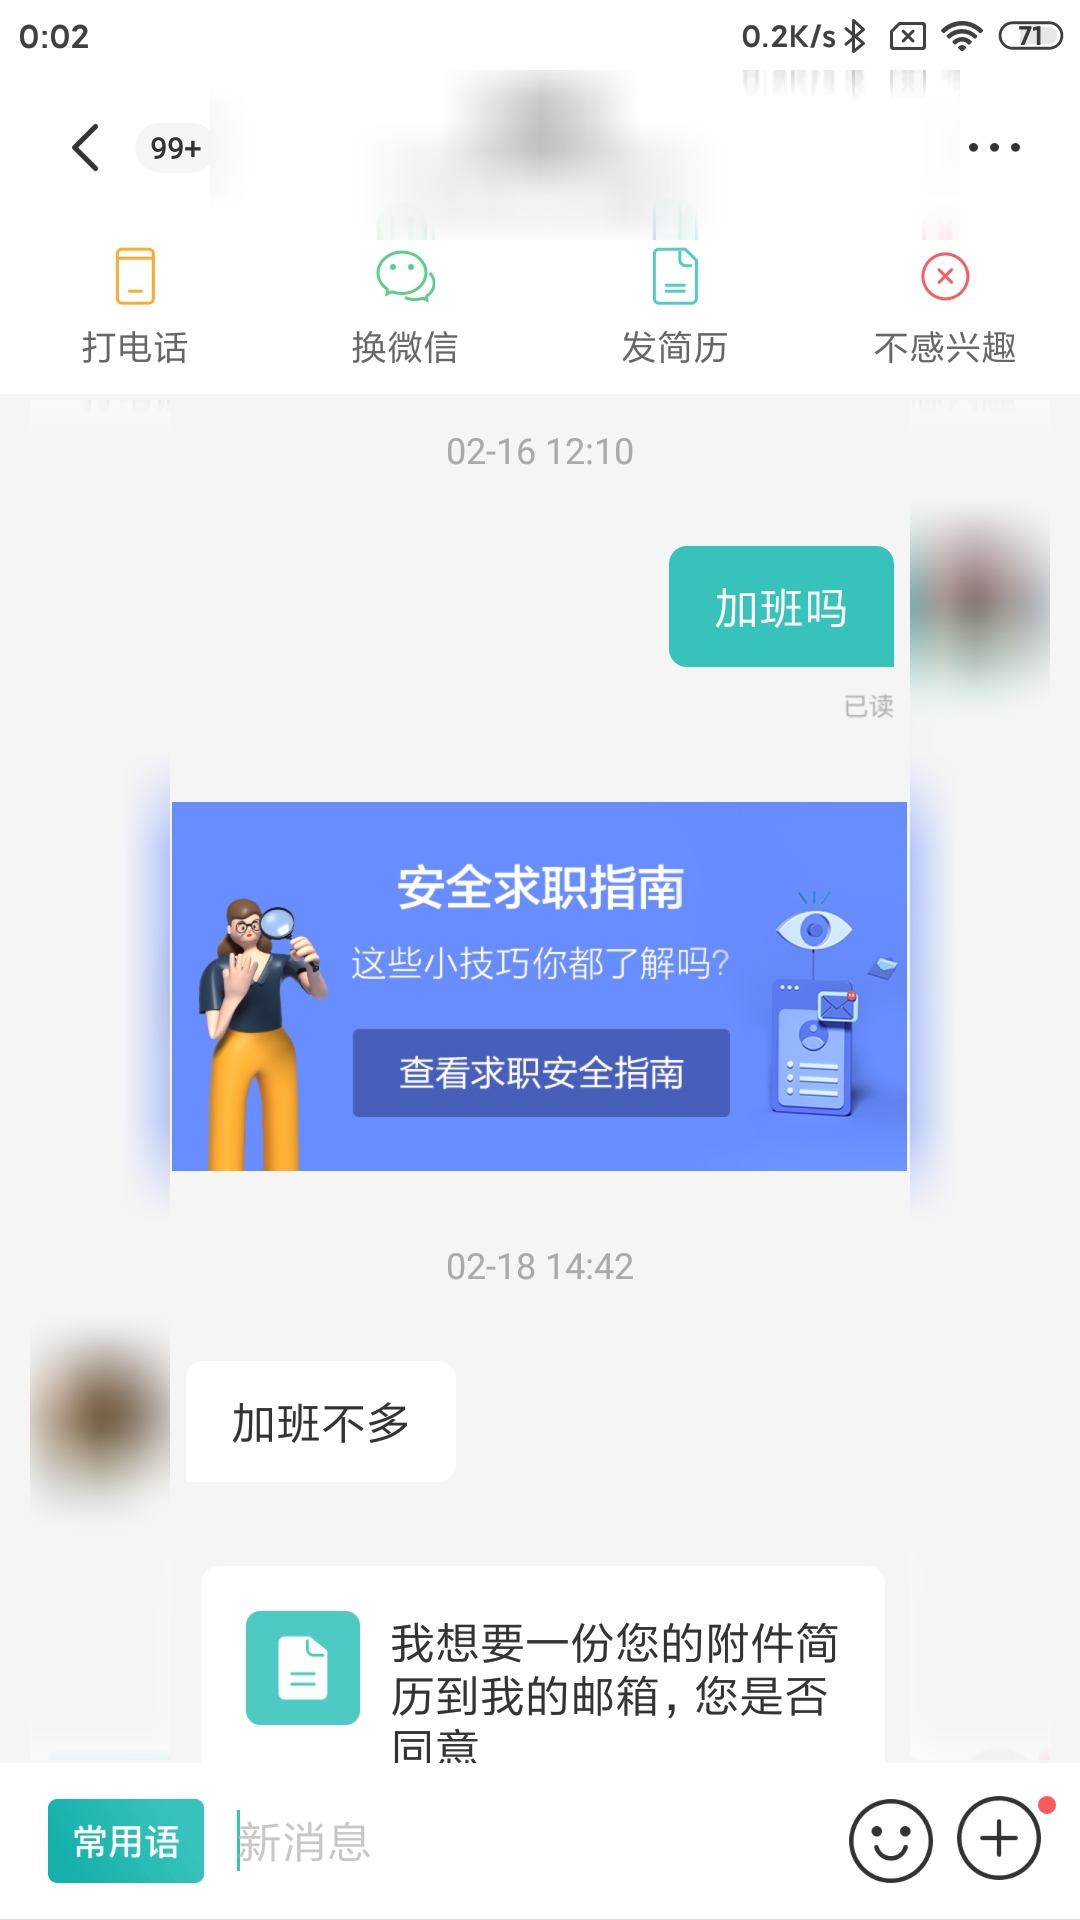 0:02
0.2K/s
71
99+
打电话
换微信
发简历
不感兴趣
02-16 12:10
加班吗
已读
安全求职指南
这些小技巧你都了解吗?
查看求职安全指南
02-18 14:42
加班不多
我想要一份您的附件简
历到我的邮箱,您是否
同意
常用语
新消息